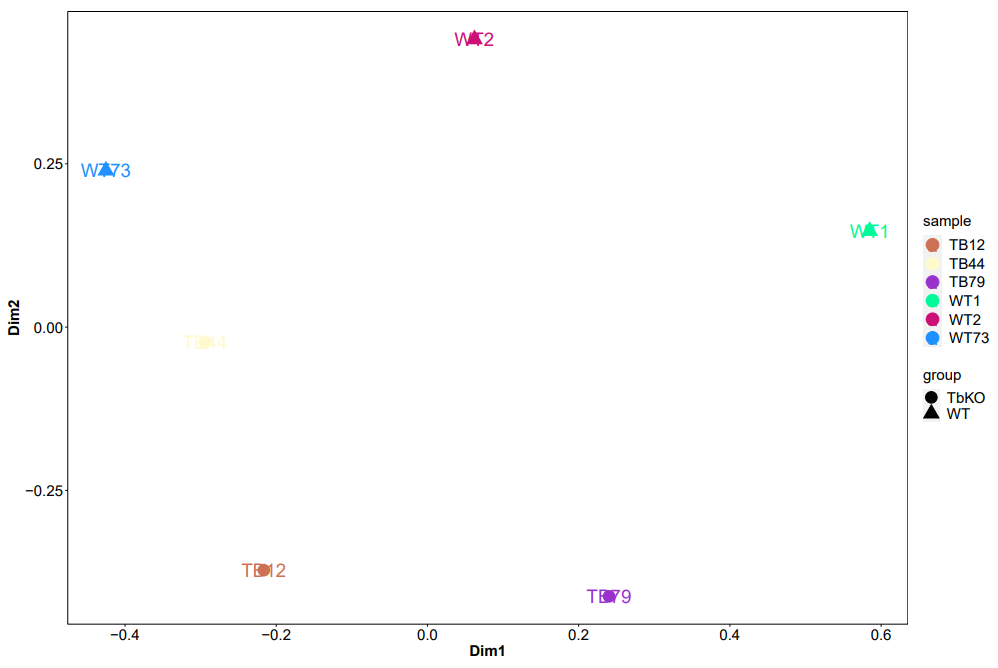 WT2
WT73
WT1
TB44
TB12
TB79
0.25
0.00
−0.25
−0.4
−0.2
0.0
0.2
0.4
0.6
Dim1
Dim2
sample
TB12
TB44
TB79
WT1
WT2
WT73
group
TbKO
WT